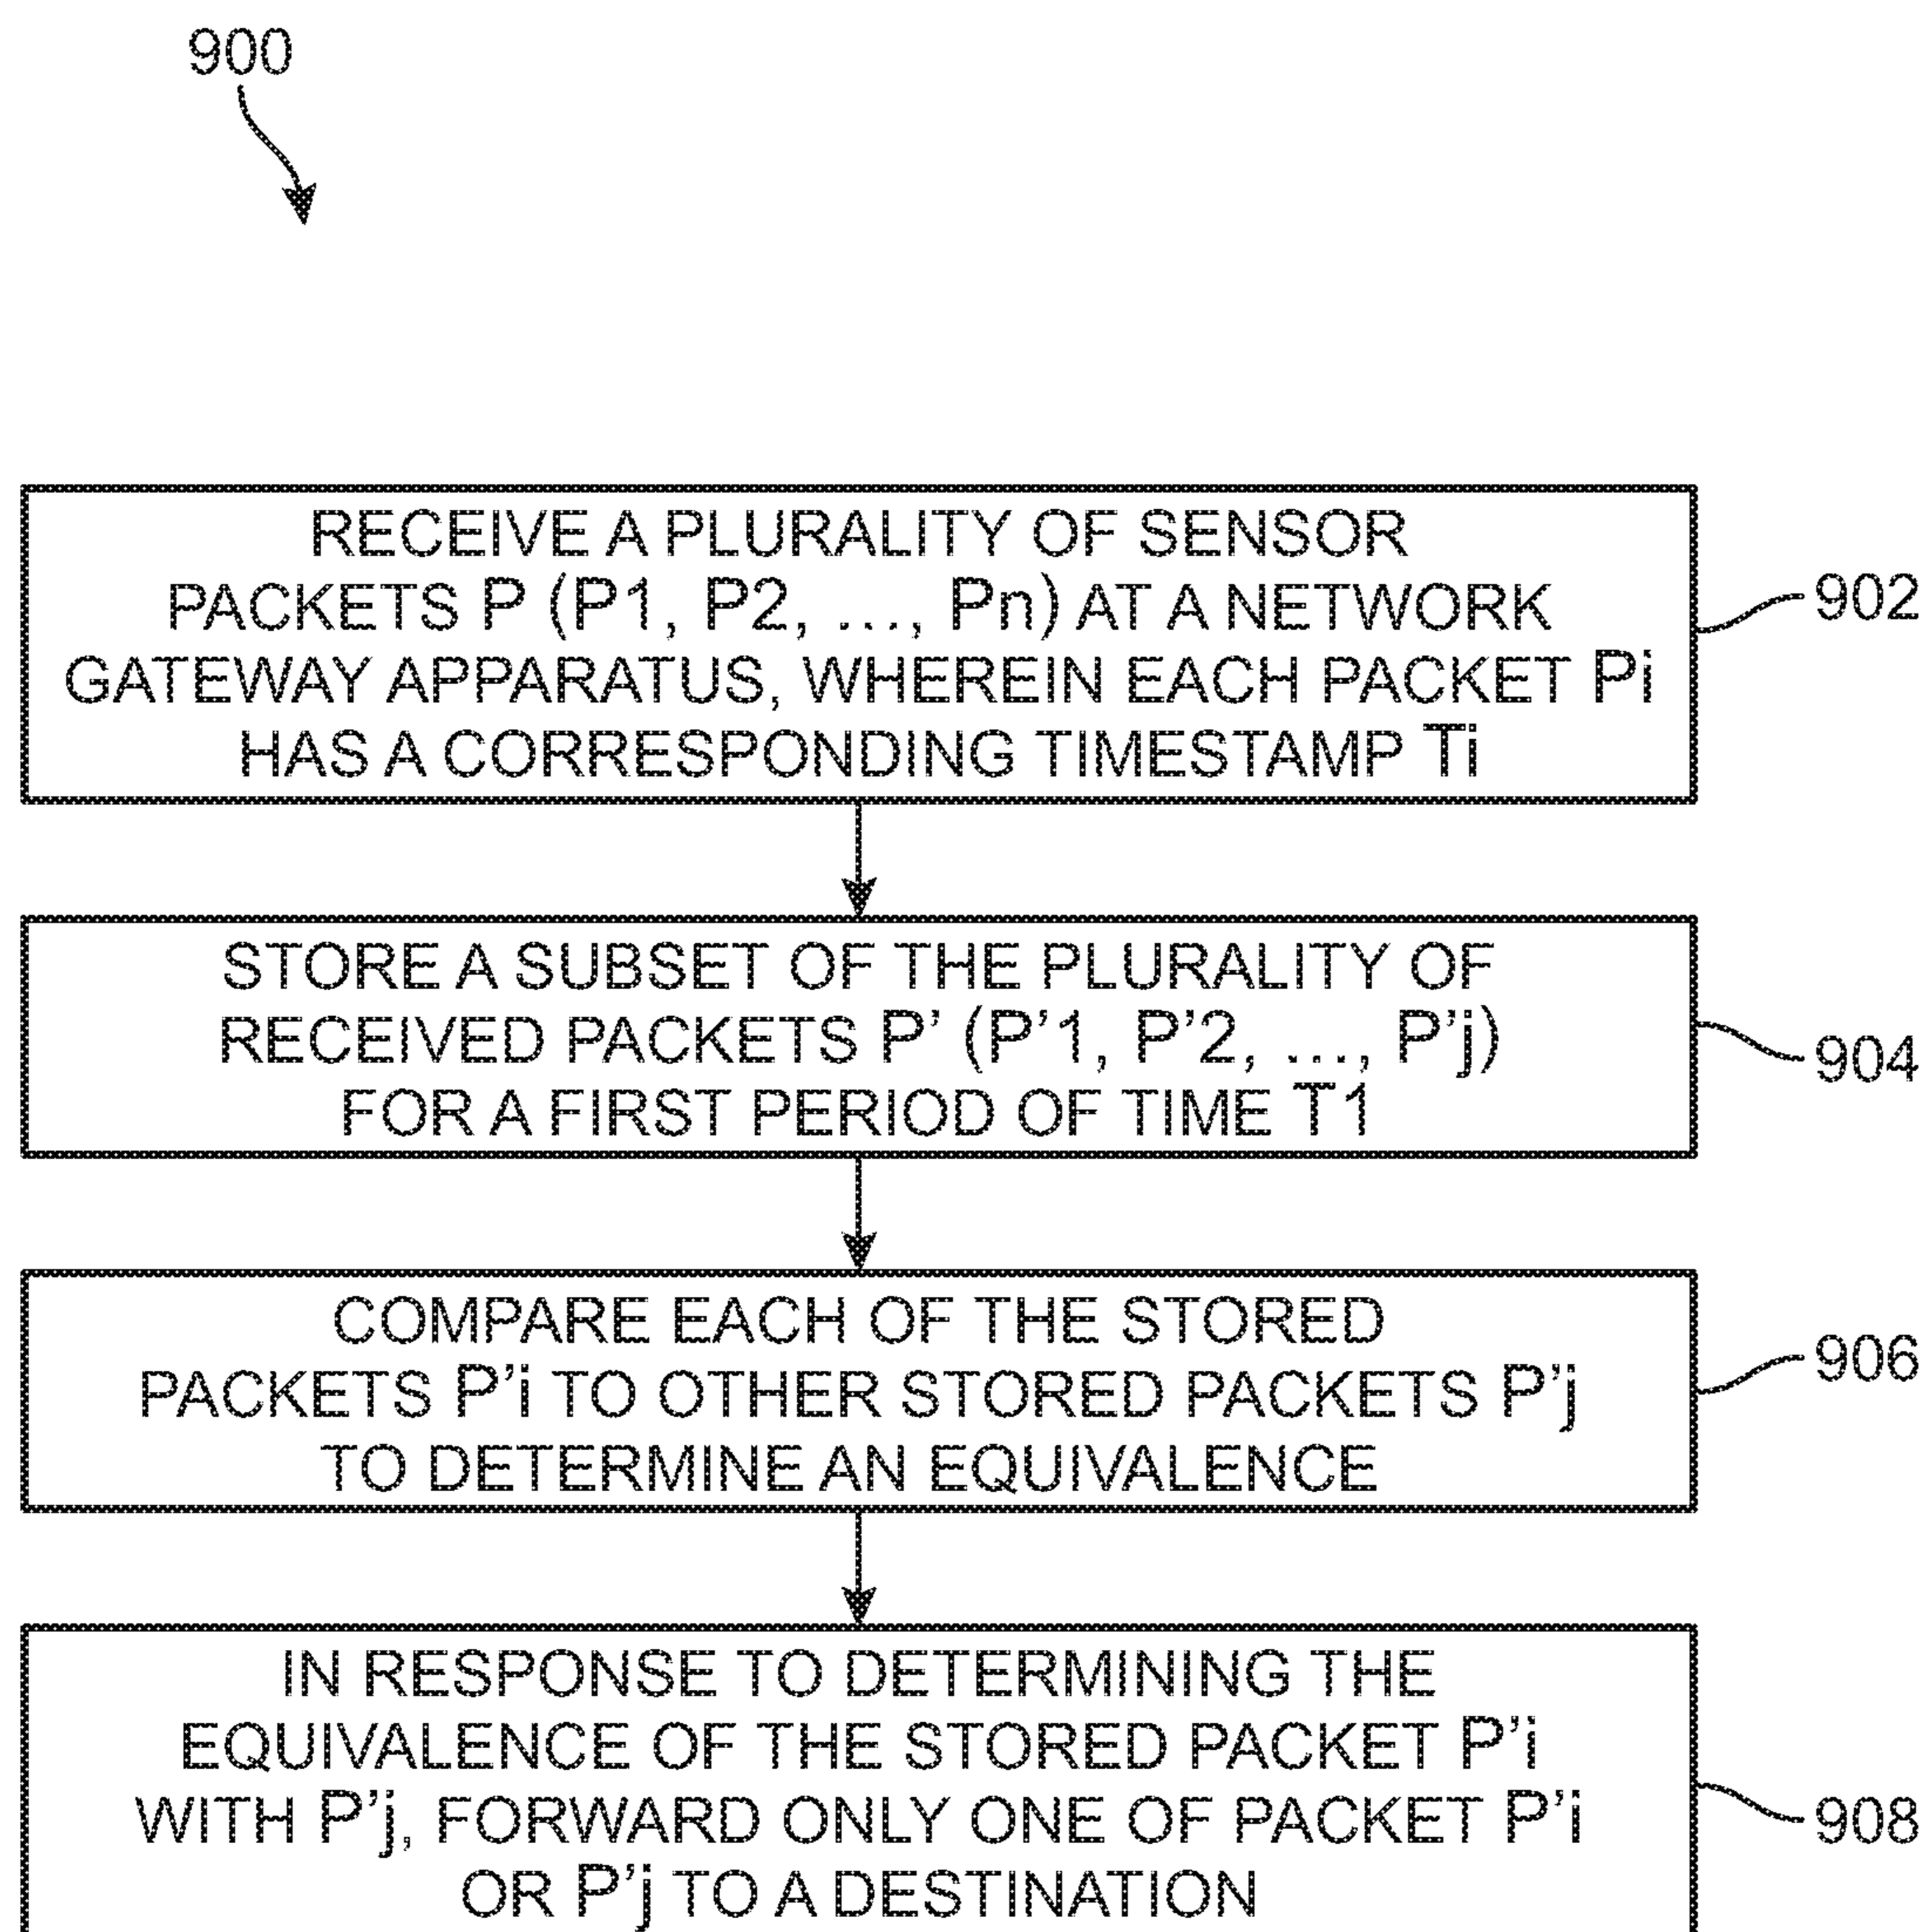 900
RECEIVE A PLURALITY OF SENSOR
PACKETS P (P1, P2, ..., Pn) AT A NETWORK
GATEWAY APPARATUS, WHEREIN EACH PACKET Pi
HAS A CORRESPONDING TIMESTAMP Ti
902
STORE A SUBSET OF THE PLURALITY OF
RECEIVED PACKETS P' (P'1, P'2, ..., P'j)
FOR A FIRST PERIOD OF TIME T1
904
COMPARE EACH OF THE STORED
PACKETS P'i TO OTHER STORED PACKETS P'j
TO DETERMINE AN EQUIVALENCE
906
IN RESPONSE TO DETERMINING THE
EQUIVALENCE OF THE STORED PACKET P'i
WITH P'j, FORWARD ONLY ONE OF PACKET P'i
OR P'j TO A DESTINATION
908